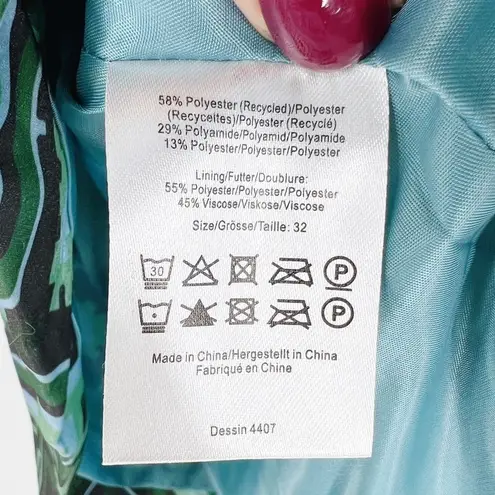 58% Polyester (Recycled)/Polyester
(Recyceltes)/Polyester (Recyclé)
29% Polyamide/Polyamid/Polyamide
13% Polyester/Polyester/Polyester
Lining/Futter/Doublure:
55% Polyester/Polyester/Polyester
45% Viscose/Viskose/Viscose
Size/Grösse/Taille: 32
30 P
P
Made in China/Hergestellt in China
Fabriqué en China
Dessin 4407